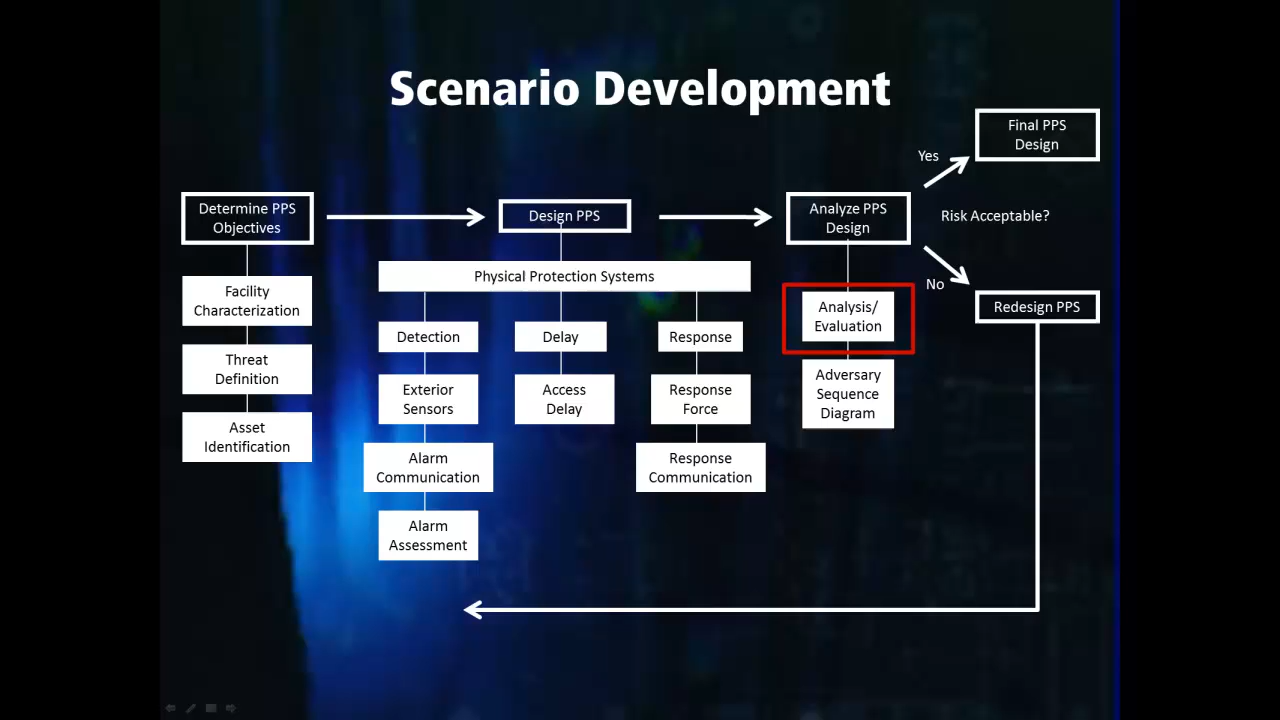 Scenario Development
Final PPS
Design
Yes
Determine PPS
Objectives
Design PPS
Analyze PPS
Design
Risk Acceptable?
No
Redesign PPS
Facility
Characterization
Threat
Definition
Asset
Identification
Physical Protection Systems
Detection
Exterior
Sensors
Alarm
Communication
Alarm
Assessment
Delay
Access
Delay
Response
Response
Force
Response
Communication
Analysis/
Evaluation
Adversary
Sequence
Diagram